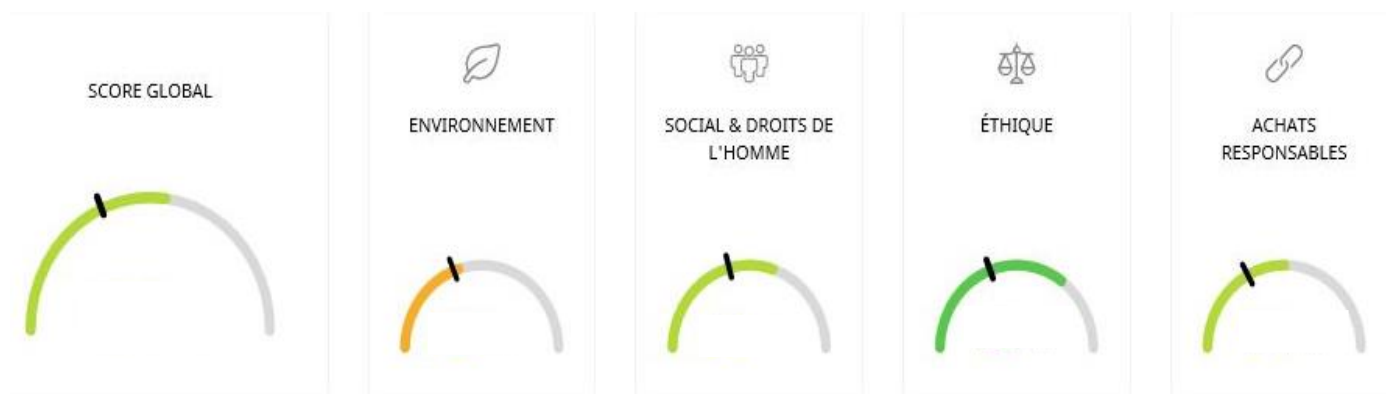 SCORE GLOBAL
ENVIRONNEMENT
SOCIAL & DROITS DE
L'HOMME
ÉTHIQUE
ACHATS
RESPONSABLES